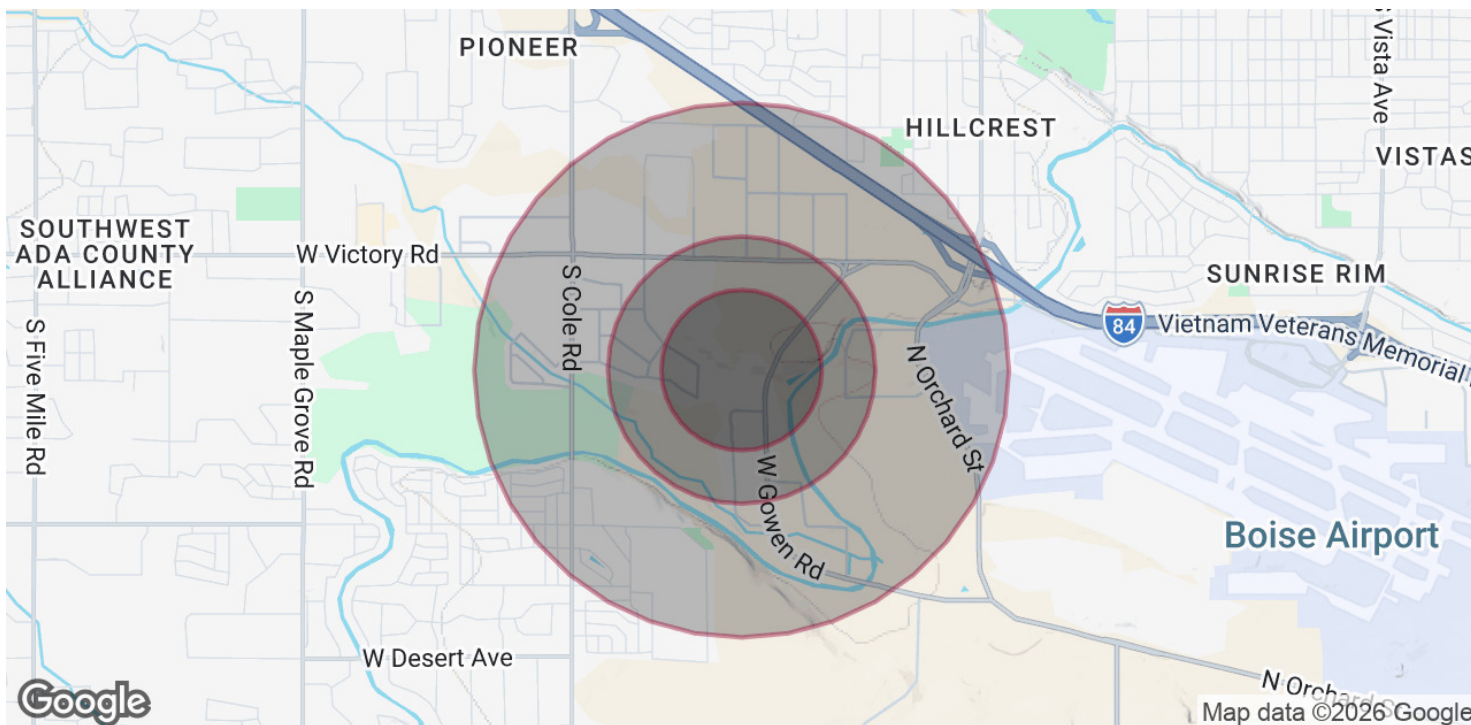 PIONEER
S Vista Ave
HILLCREST
VISTAS
SOUTHWEST
ADA COUNTY
ALLIANCE
W Victory Rd
SUNRISE RIM
S Five Mile Rd
S Maple Grove Rd
S Cole Rd
84
Vietnam Veterans Memorial
N Orchard St
W Gowen Rd
Boise Airport
W Desert Ave
N Orchard S
Google
Map data ©2026 Google